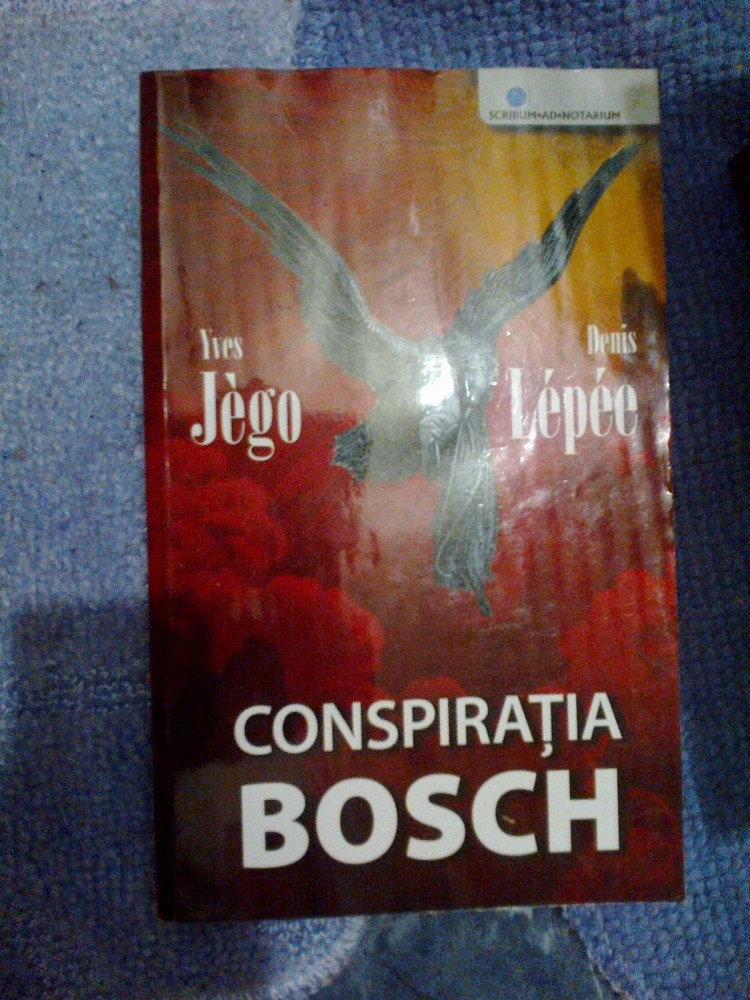 SCRIBUM•AD•NOTARIUM
Yves
Jègo
Denis
Lépée
CONSPIRAȚIA
BOSCH